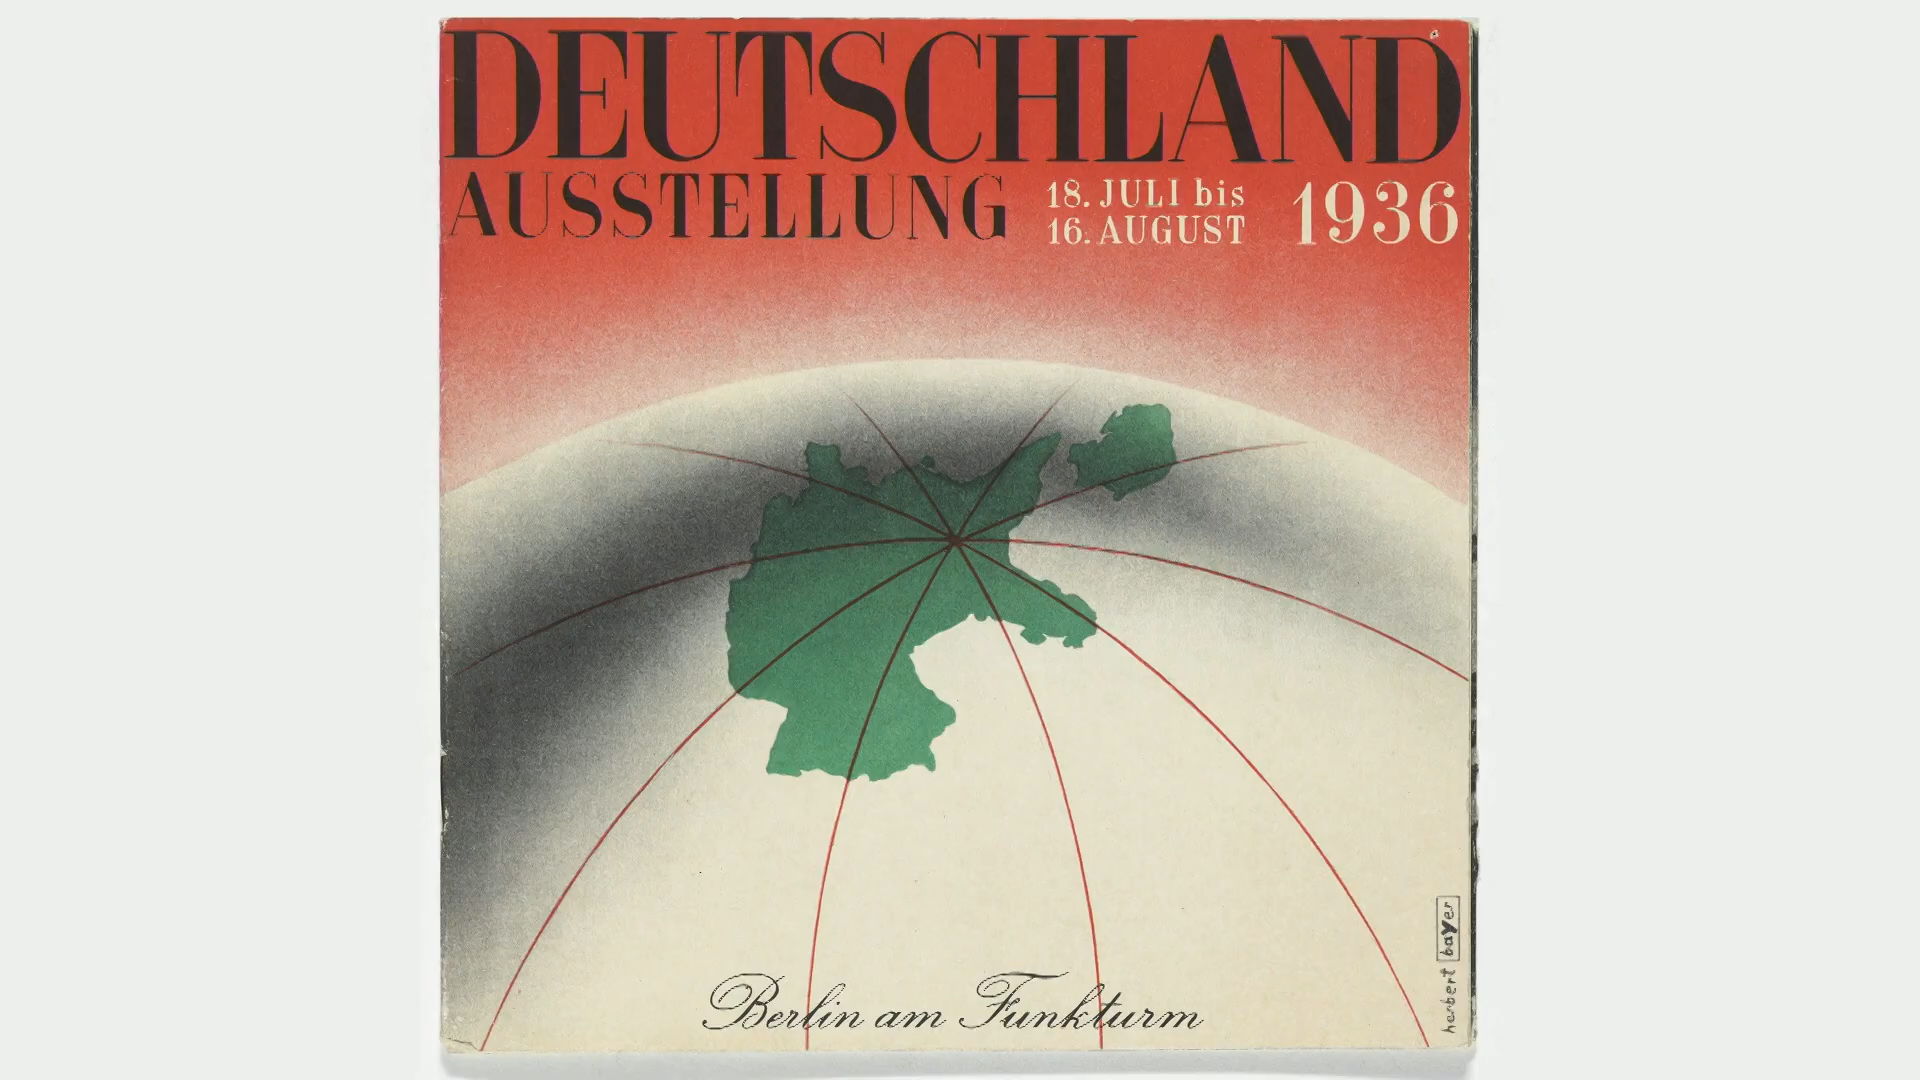 DEUTSCHLAND
AUSSTELLUNG
18. JULI bis
16. AUGUST
1936
Berlin am Funkturm
herbert bayer